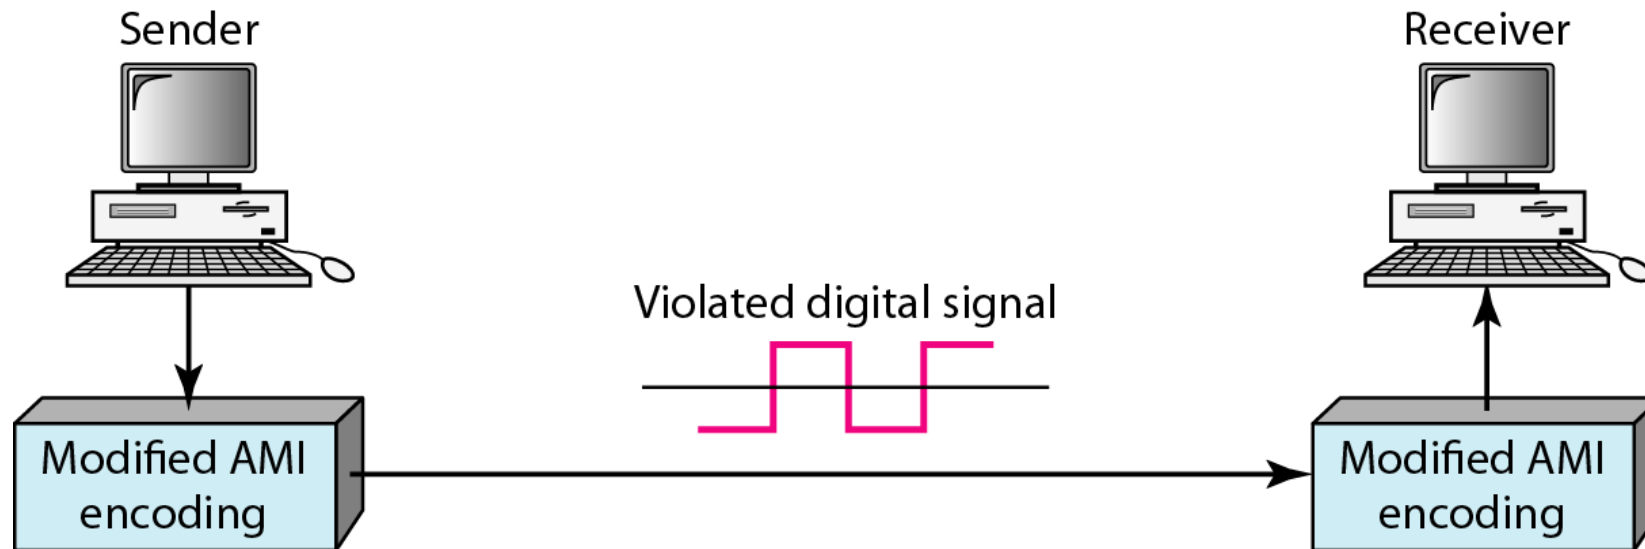 Sender
Receiver
Violated digital signal
Modified AMI
encoding
Modified AMI
encoding